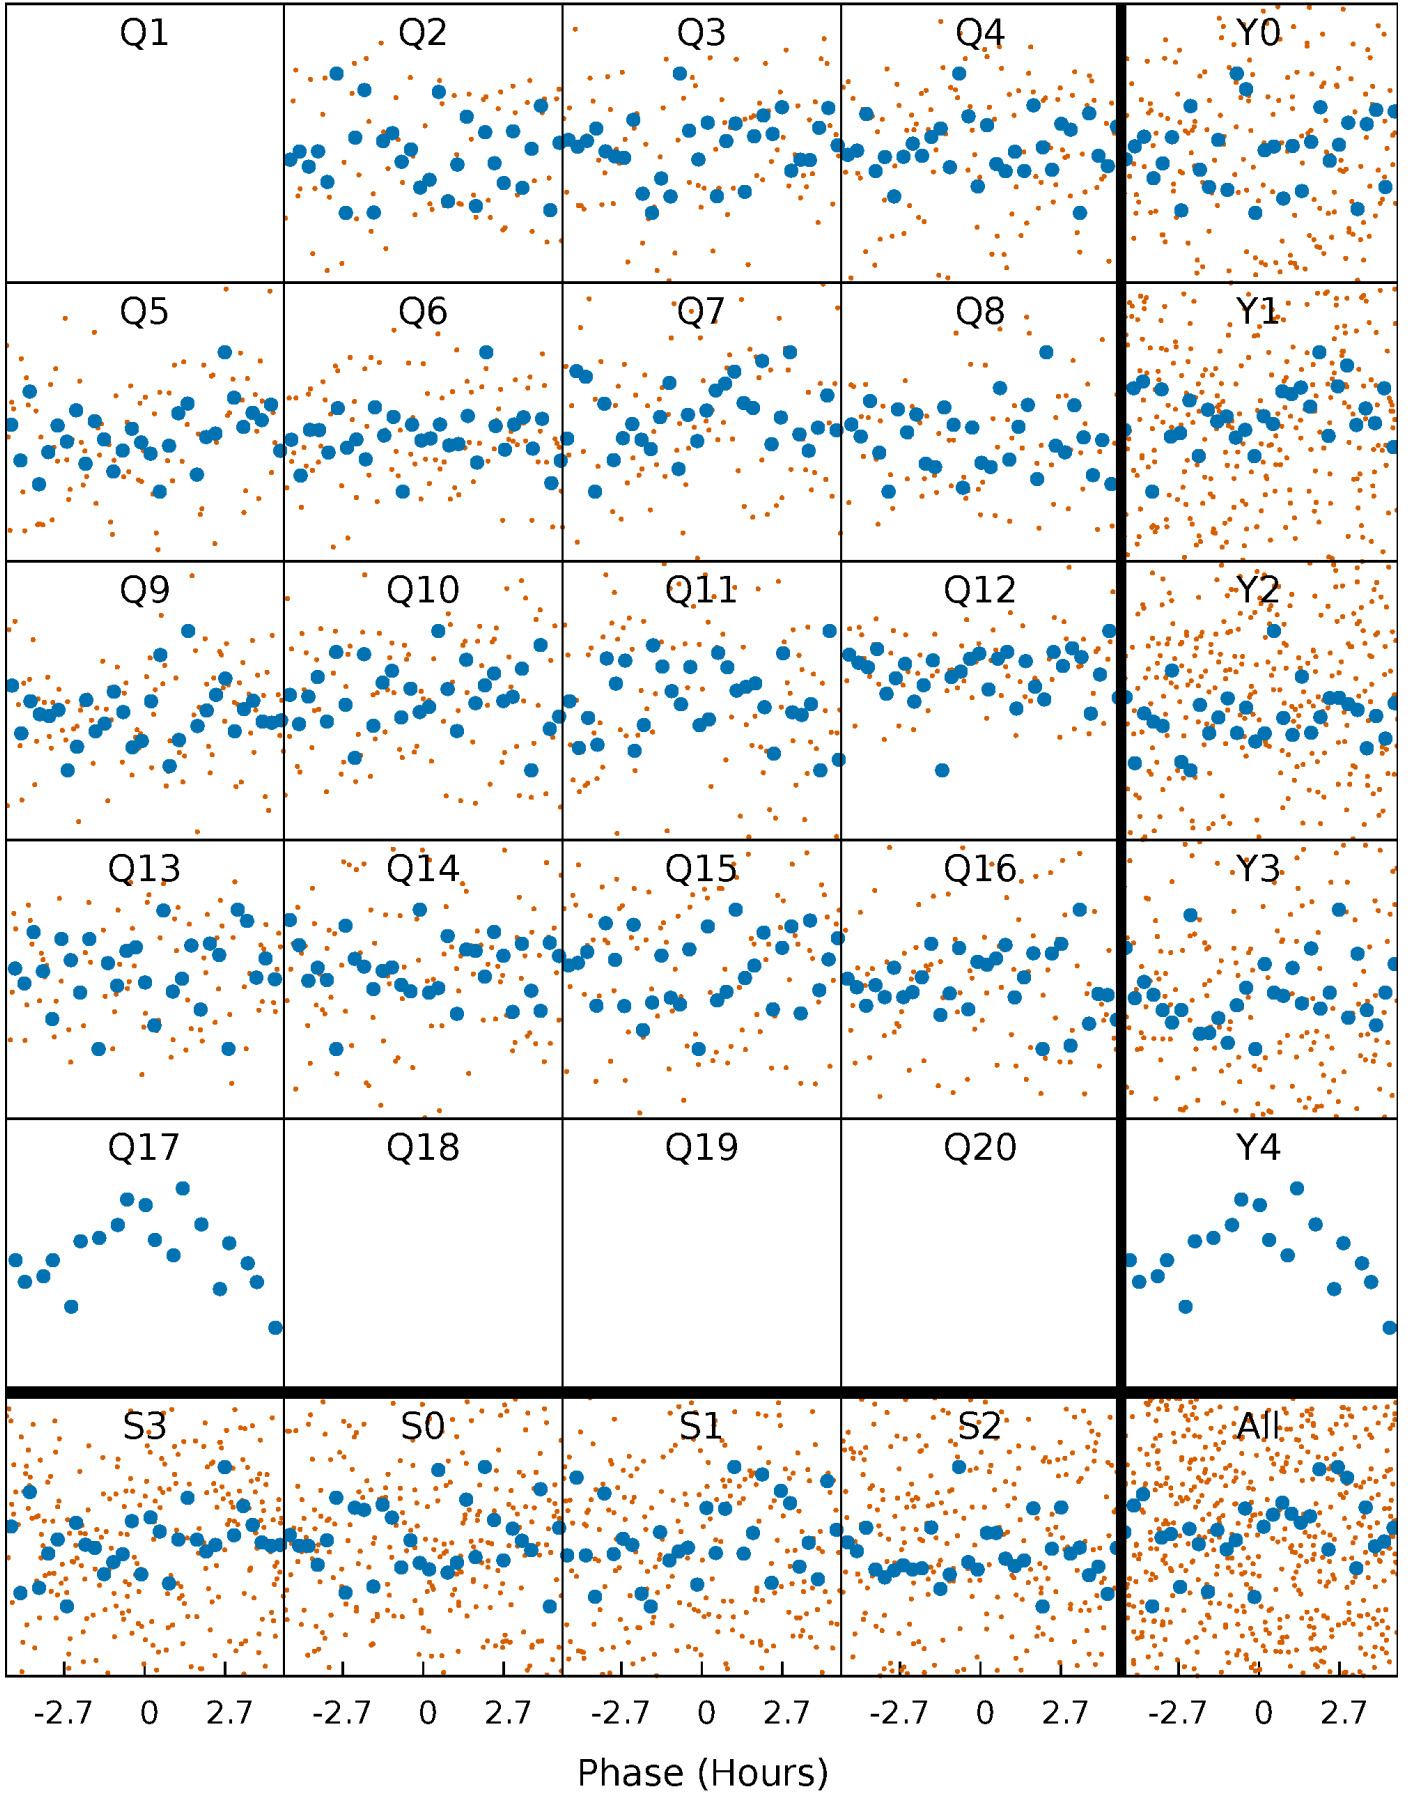 Q1 Q2 Q3 Q4 Y0
Q5 Q6 Q7 Q8 Y1
Q9 Q10 Q11 Q12 Y2
Q13 Q14 Q15 Q16 Y3
Q17 Q18 Q19 Q20 Y4
S3 S0 S1 S2 All
-2.7 0 2.7 -2.7 0 2.7 -2.7 0 2.7 -2.7 0 2.7 -2.7 0 2.7
Phase (Hours)